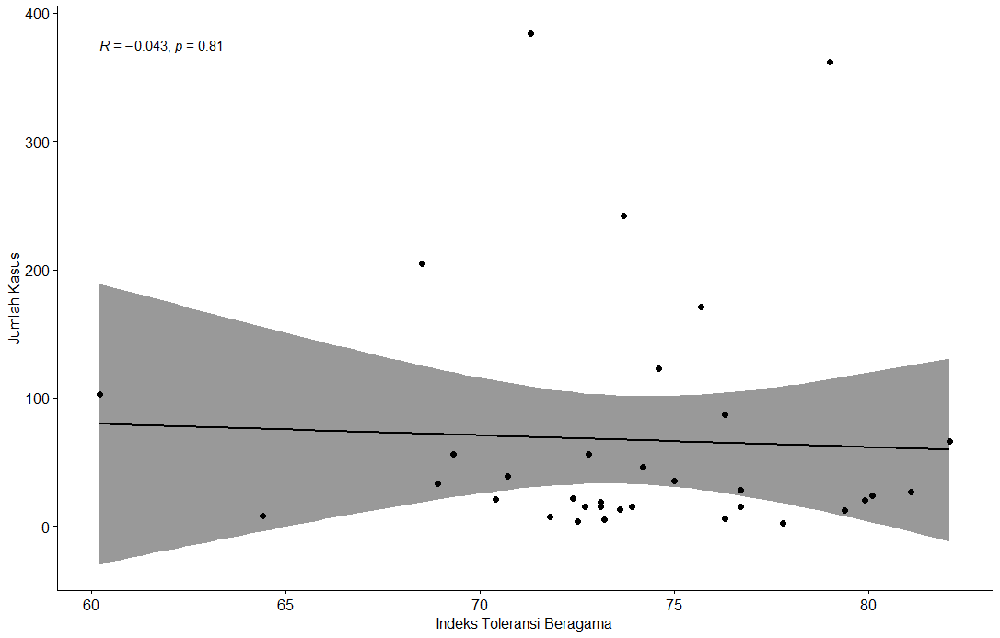 400
R = −0.043, p = 0.81
300
200
100
0
Jumlah Kasus
60 65 70 75 80
Indeks Toleransi Beragama